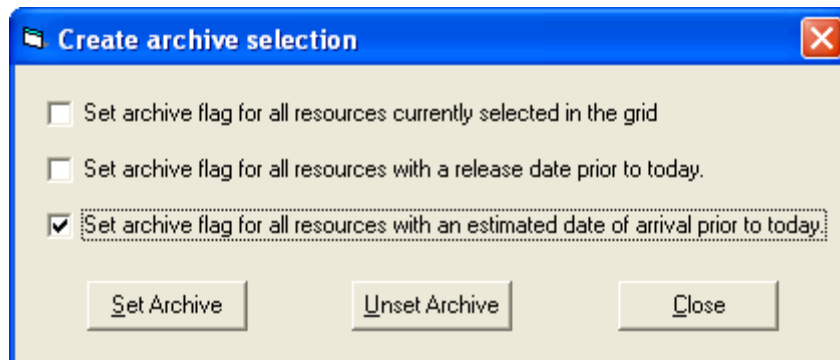 Create archive selection
Set archive flag for all resources currently selected in the grid
Set archive flag for all resources with a release date prior to today.
Set archive flag for all resources with an estimated date of arrival prior to today.
Set Archive Unset Archive Close